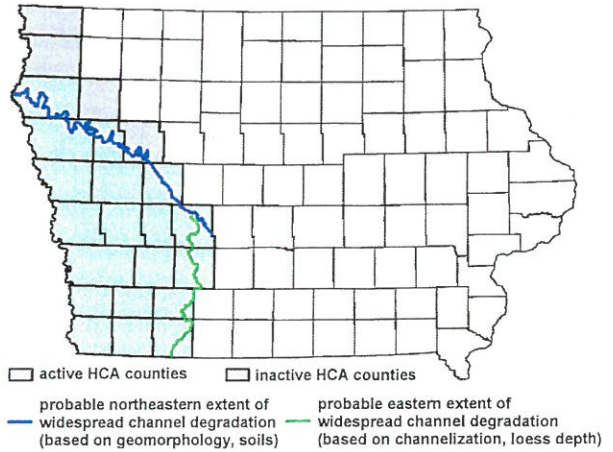 active HCA counties
inactive HCA counties
probable northeastern extent of
widespread channel degradation
(based on geomorphology, soils)
probable eastern extent of
widespread channel degradation
(based on channelization, loess depth)